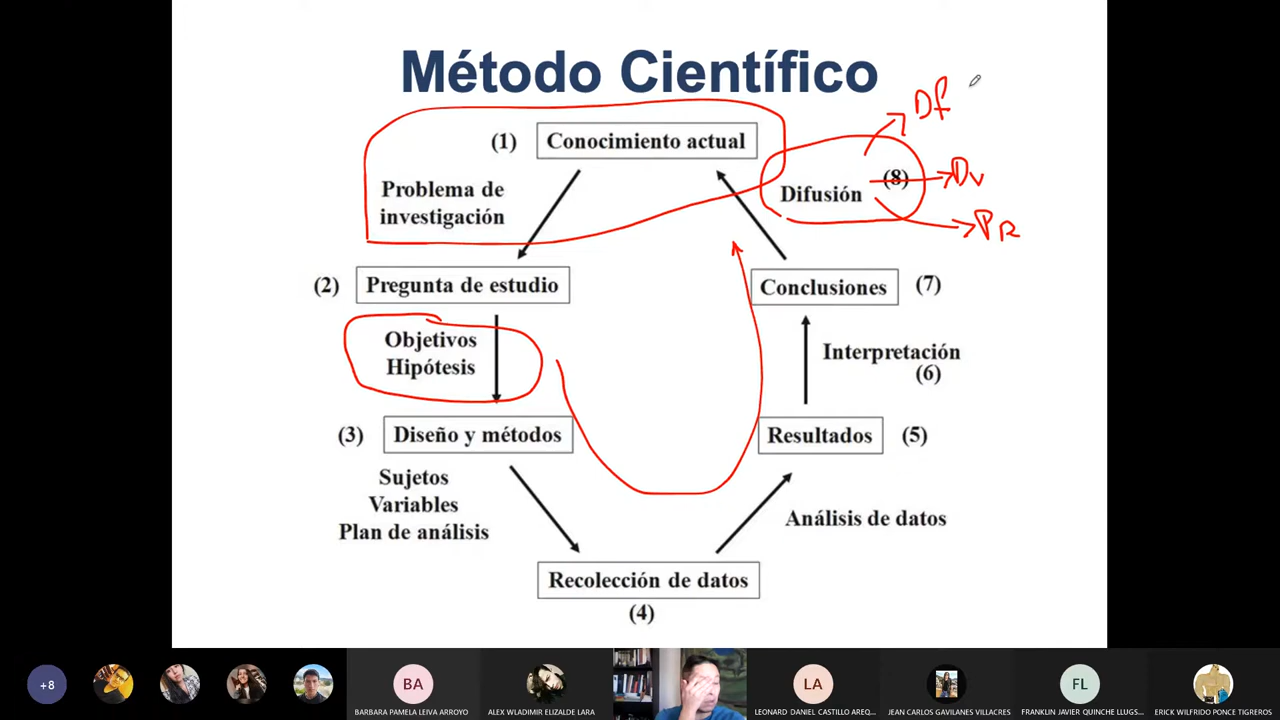 Método Científico
Df
(1)
Conocimiento actual
Problema de
investigación
Difusión
(8)
Dv
PR
(2)
Pregunta de estudio
Conclusiones
(7)
Objetivos
Hipótesis
Interpretación
(6)
(3)
Diseño y métodos
Resultados
(5)
Sujetos
Variables
Plan de análisis
Análisis de datos
Recolección de datos
(4)
+8
BA
LA
FL
BARBARA PAMELA LEIVA ARROYO
ALEX WLADIMIR ELIZALDE LARA
LEONARD DANIEL CASTILLO AREQ...
JEAN CARLOS GAVILANES VILLACRES
FRANKLIN JAVIER QUINCHE LLUGS...
ERICK WILFRIDO PONCE TIGREROS